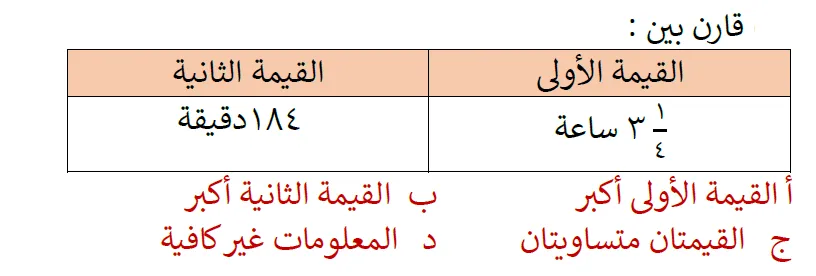 قارن بين :
القيمة الأولى القيمة الثانية
٣ ١/٤ ساعة ١٨٤دقيقة
أ القيمة الأولى أكبر ب القيمة الثانية أكبر
ج القيمتان متساويتان د المعلومات غير كافية